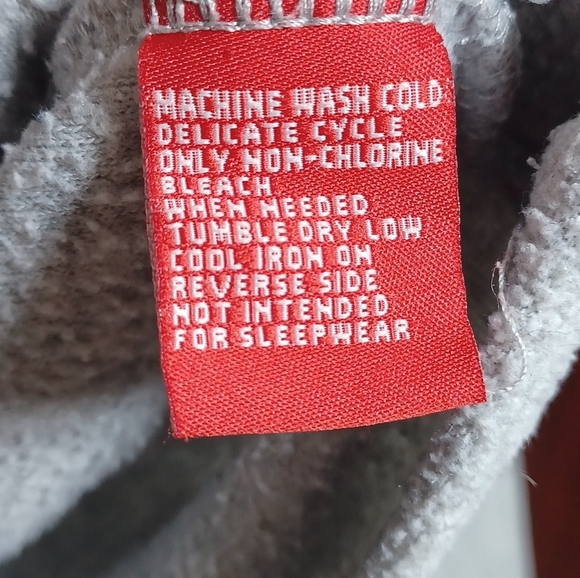 MACHINE WASH COLD
DELICATE CYCLE
ONLY NON-CHLORINE
BLEACH
WHEN NEEDED
TUMBLE DRY LOW
COOL IRON ON
REVERSE SIDE
NOT INTENDED
FOR SLEEPWEAR